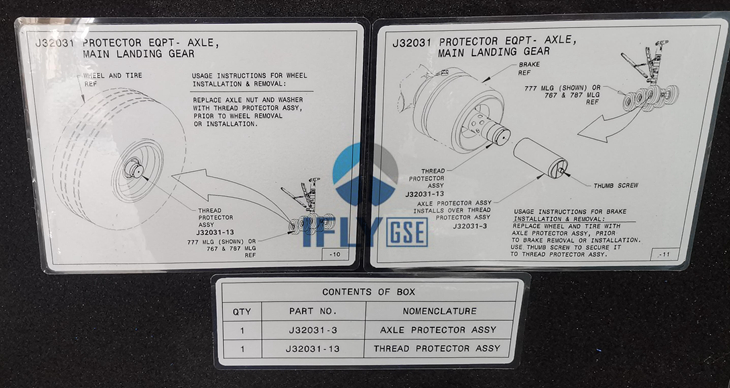 J32031 PROTECTOR EQPT- AXLE,
MAIN LANDING GEAR
WHEEL AND TIRE
REF
USAGE INSTRUCTIONS FOR WHEEL
INSTALLATION & REMOVAL:
REPLACE AXLE NUT AND WASHER
WITH THREAD PROTECTOR ASSY,
PRIOR TO WHEEL REMOVAL
OR INSTALLATION.
THREAD
PROTECTOR
ASSY
J32031-13
777 MLG (SHOWN) OR
767 & 787 MLG
REF
-10
J32031 PROTECTOR EQPT- AXLE,
MAIN LANDING GEAR
BRAKE
REF
777 MLG (SHOWN) OR
767 & 787 MLG
REF
THREAD
PROTECTOR
ASSY
J32031-13
THUMB SCREW
AXLE PROTECTOR ASSY
INSTALLS OVER THREAD
PROTECTOR ASSY
J32031-3
USAGE INSTRUCTIONS FOR BRAKE
INSTALLATION & REMOVAL:
REPLACE WHEEL AND TIRE WITH
AXLE PROTECTOR ASSY, PRIOR
TO BRAKE REMOVAL OR INSTALLATION.
USE THUMB SCREW TO SECURE IT
TO THREAD PROTECTOR ASSY.
-11
IFLY GSE
CONTENTS OF BOX
QTY PART NO. NOMENCLATURE
1 J32031-3 AXLE PROTECTOR ASSY
1 J32031-13 THREAD PROTECTOR ASSY